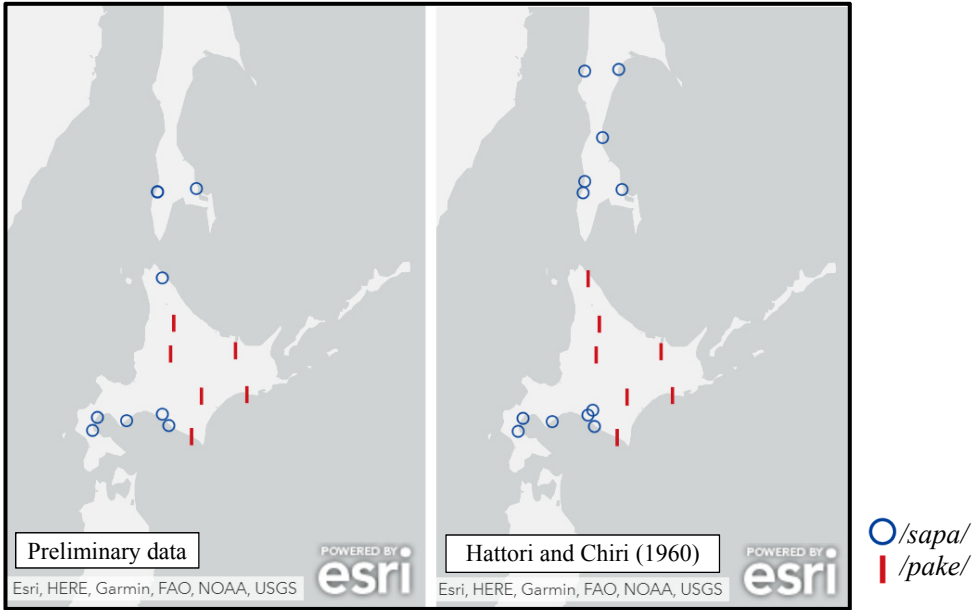 Preliminary data
POWERED BY
esri
Esri, HERE, Garmin, FAO, NOAA, USGS
Hattori and Chiri (1960)
POWERED BY
esri
Esri, HERE, Garmin, FAO, NOAA, USGS
/sapa/
/pake/